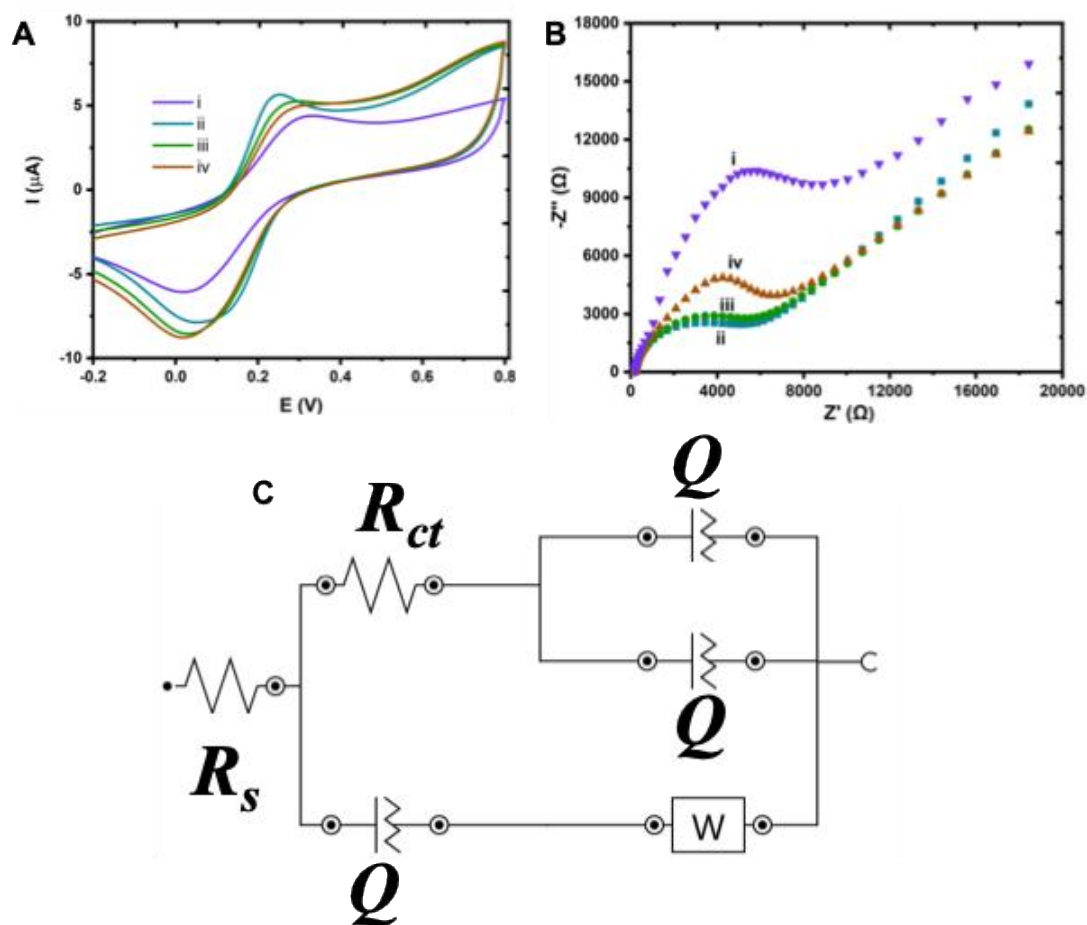 A
10
5
0
-5
-10
I (µA)
i
ii
iii
iv
-0.2
0.0
0.2
0.4
0.6
0.8
E (V)
B
18000
15000
12000
9000
6000
3000
0
-Z'' (Ω)
i
iv
iii
ii
0
4000
8000
12000
16000
20000
Z' (Ω)
C
Rct
Q
Q
Rs
Q
W